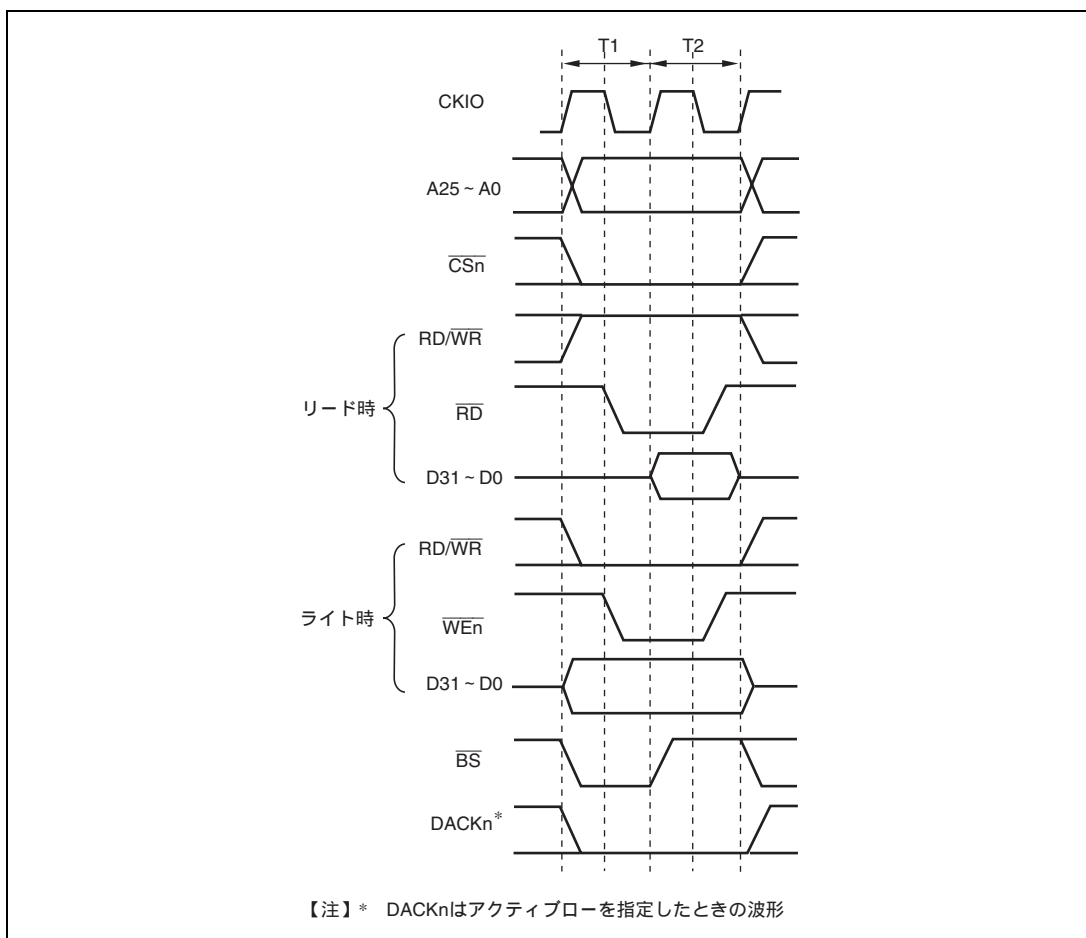 T1 T2
CKIO
A25 ~ A0
CSn
RD/WR
リード時
RD
D31 ~ D0
RD/WR
ライト時
WEn
D31 ~ D0
BS
DACKn*
【注】* DACKnはアクティブローを指定したときの波形